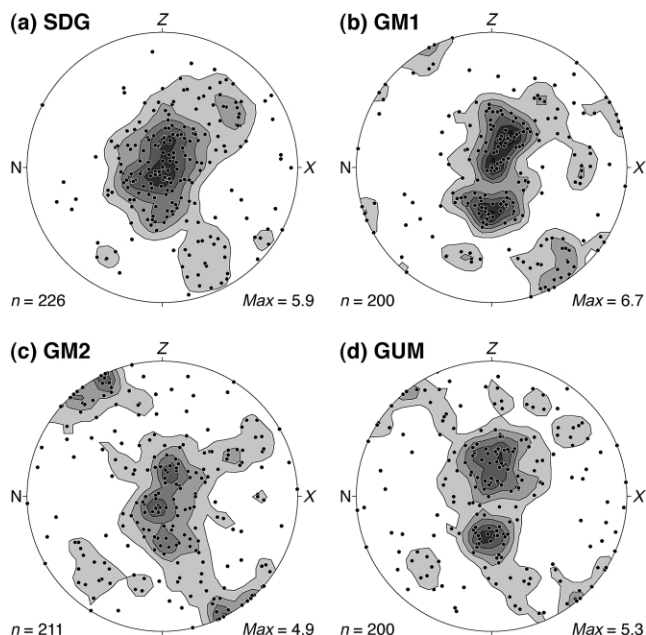 (a) SDG
Z
N
X
n = 226
Max = 5.9
(b) GM1
Z
N
X
n = 200
Max = 6.7
(c) GM2
Z
N
X
n = 211
Max = 4.9
(d) GUM
Z
N
X
n = 200
Max = 5.3